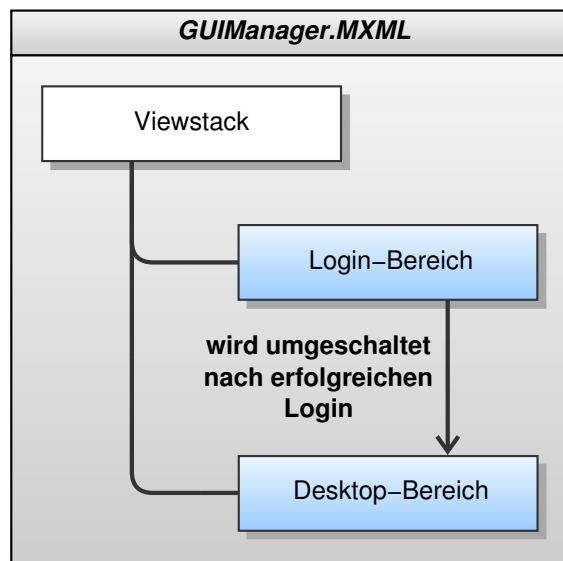 GUIManager.MXML
Viewstack
Login−Bereich
wird umgeschaltet
nach erfolgreichen
Login
Desktop−Bereich